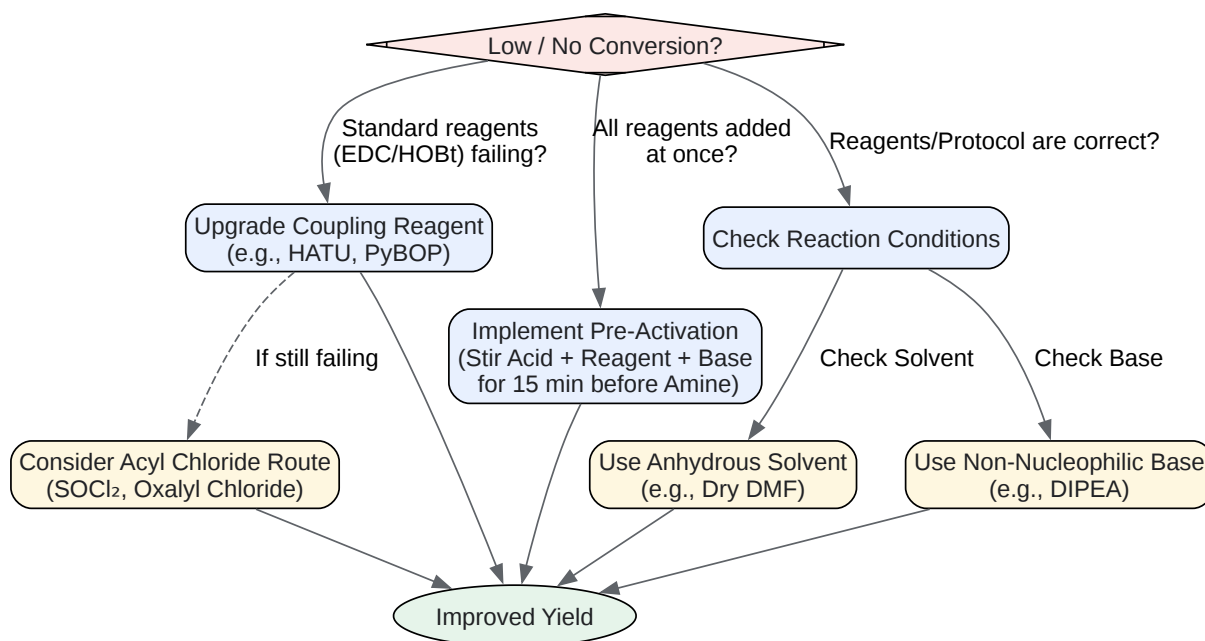 Low / No Conversion?
Standard reagents
(EDC/HOBt) failing?
All reagents added
at once?
Reagents/Protocol are correct?
Upgrade Coupling Reagent
(e.g., HATU, PyBOP)
Check Reaction Conditions
Implement Pre-Activation
(Stir Acid + Reagent + Base
for 15 min before Amine)
If still failing
Check Solvent
Check Base
Consider Acyl Chloride Route
(SOCl₂, Oxalyl Chloride)
Use Anhydrous Solvent
(e.g., Dry DMF)
Use Non-Nucleophilic Base
(e.g., DIPEA)
Improved Yield